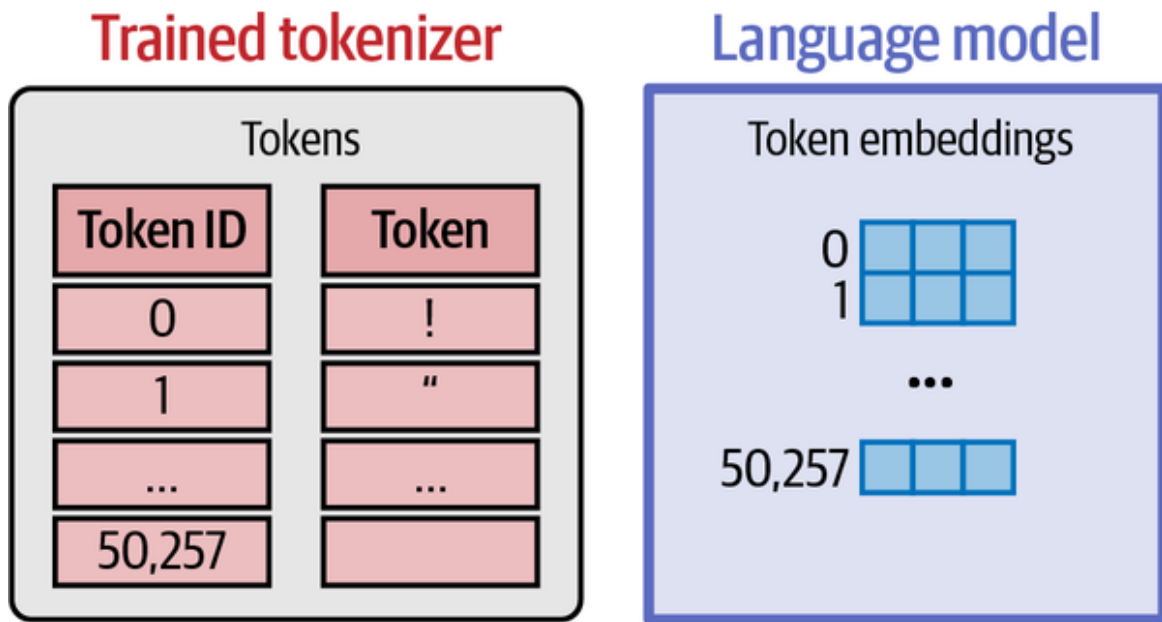 Trained tokenizer
Language model
Tokens
Token ID Token
0 !
1 "
... ...
50,257
Token embeddings
0
1
...
50,257